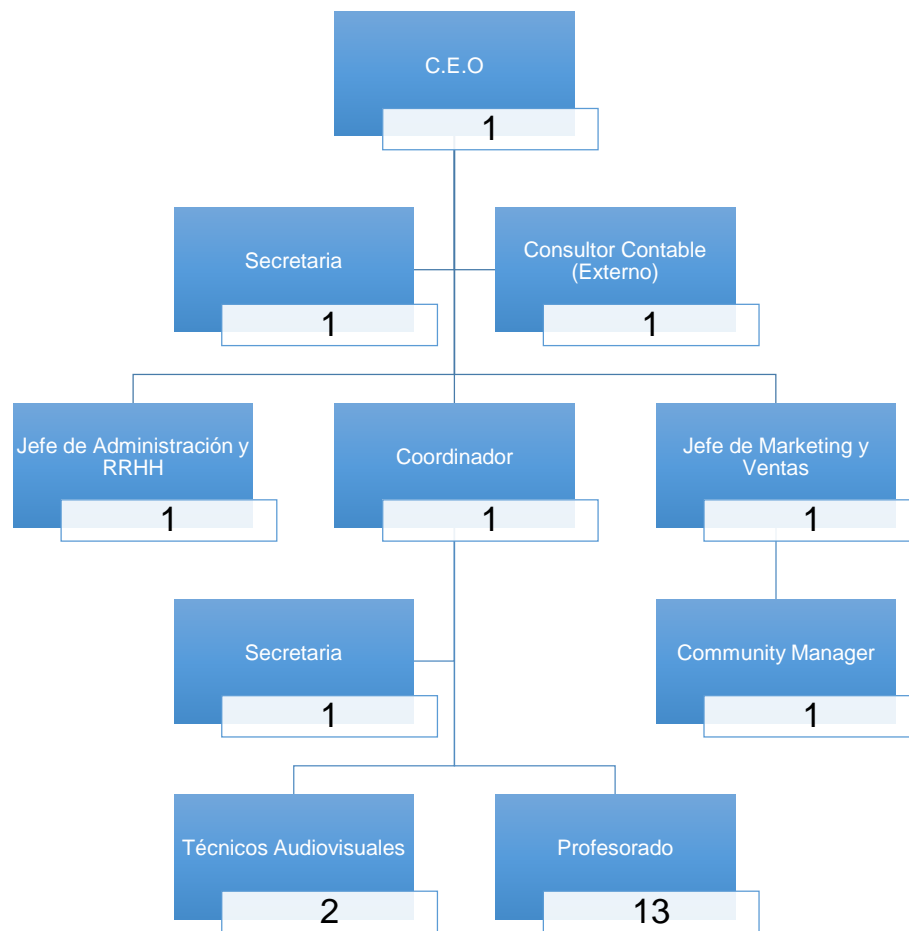 C.E.O
1
Secretaria
1
Consultor Contable
(Externo)
1
Jefe de Administración y
RRHH
1
Coordinador
1
Jefe de Marketing y
Ventas
1
Secretaria
1
Community Manager
1
Técnicos Audiovisuales
2
Profesorado
13